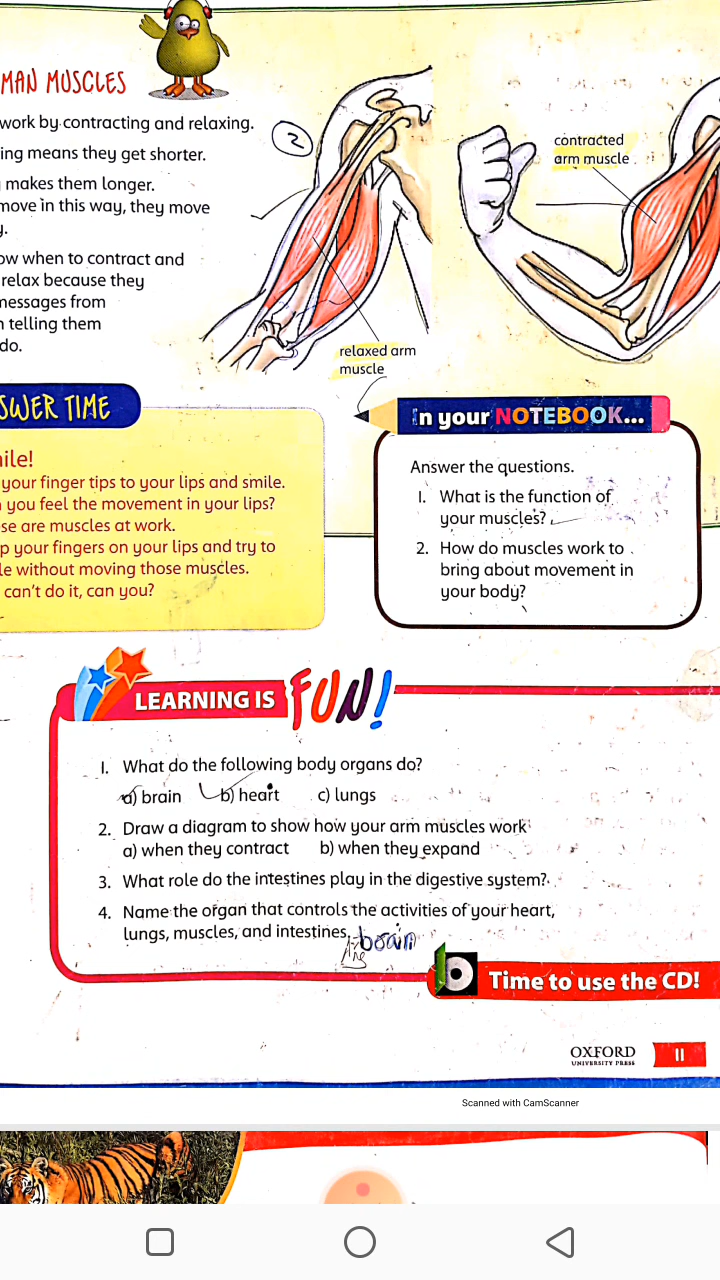 MAN MUSCLES
work by contracting and relaxing.
ing means they get shorter.
makes them longer.
move in this way, they move
y.
ow when to contract and
relax because they
messages from
n telling them
do.
2
contracted
arm muscle
relaxed arm
muscle
SWER TIME
ile!
your finger tips to your lips and smile.
you feel the movement in your lips?
se are muscles at work.
p your fingers on your lips and try to
le without moving those muscles.
can't do it, can you?
In your NOTEBOOK...
Answer the questions.
1. What is the function of
your muscles?
2. How do muscles work to
bring about movement in
your body?
LEARNING IS FUN!
1. What do the following body organs do?
a) brain b) heart c) lungs
2. Draw a diagram to show how your arm muscles work
a) when they contract b) when they expand
3. What role do the intestines play in the digestive system?
4. Name the organ that controls the activities of your heart,
lungs, muscles, and intestines.
Ans brain
Time to use the CD!
OXFORD
UNIVERSITY PRESS
11
Scanned with CamScanner